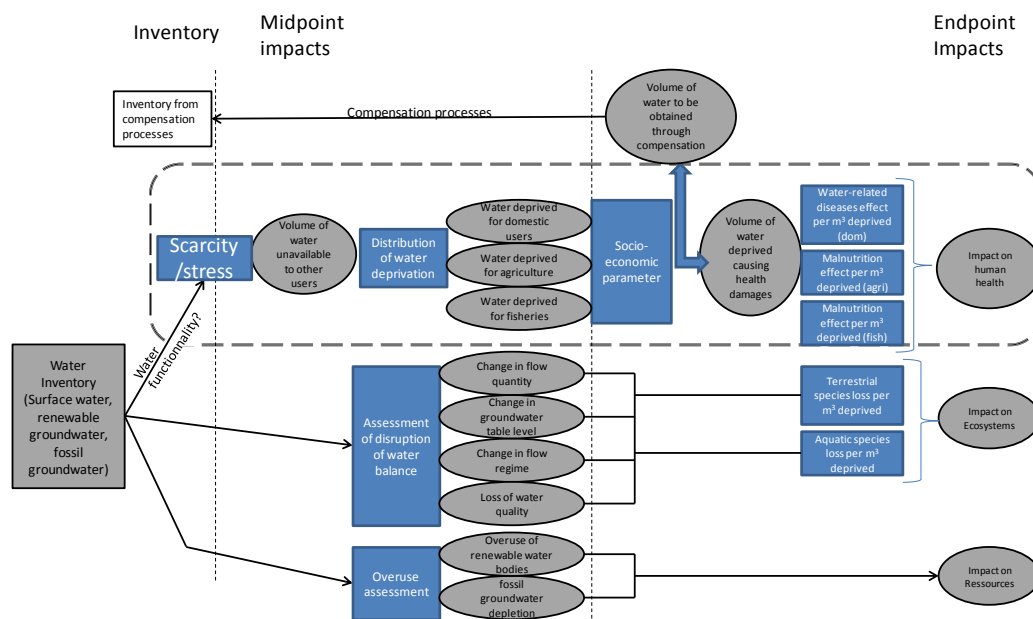 Inventory
Midpoint
impacts
Endpoint
Impacts
Inventory from
compensation
processes
Compensation processes
Volume of
water to be
obtained
through
compensation
Scarcity
/stress
Volume of
water
unavailable
to other
users
Distribution
of water
deprivation
Water deprived
for domestic
users
Water deprived
for agriculture
Water deprived
for fisheries
Socio-
economic
parameter
Volume of
water
deprived
causing
health
damages
Water-related
diseases effect
per m³ deprived
(dom)
Malnutrition
effect per m³
deprived (agri)
Malnutrition
effect per m³
deprived (fish)
Impact on
human
health
Water
functionnality?
Water
Inventory
(Surface water,
renewable
groundwater,
fossil
groundwater)
Assessment
of disruption
of water
balance
Change in flow
quantity
Change in
groundwater
table level
Change in flow
regime
Loss of water
quality
Terrestrial
species loss per
m³ deprived
Aquatic species
loss per m³
deprived
Impact on
Ecosystems
Overuse
assessment
Overuse of
renewable water
bodies
fossil
groundwater
depletion
Impact on
Ressources